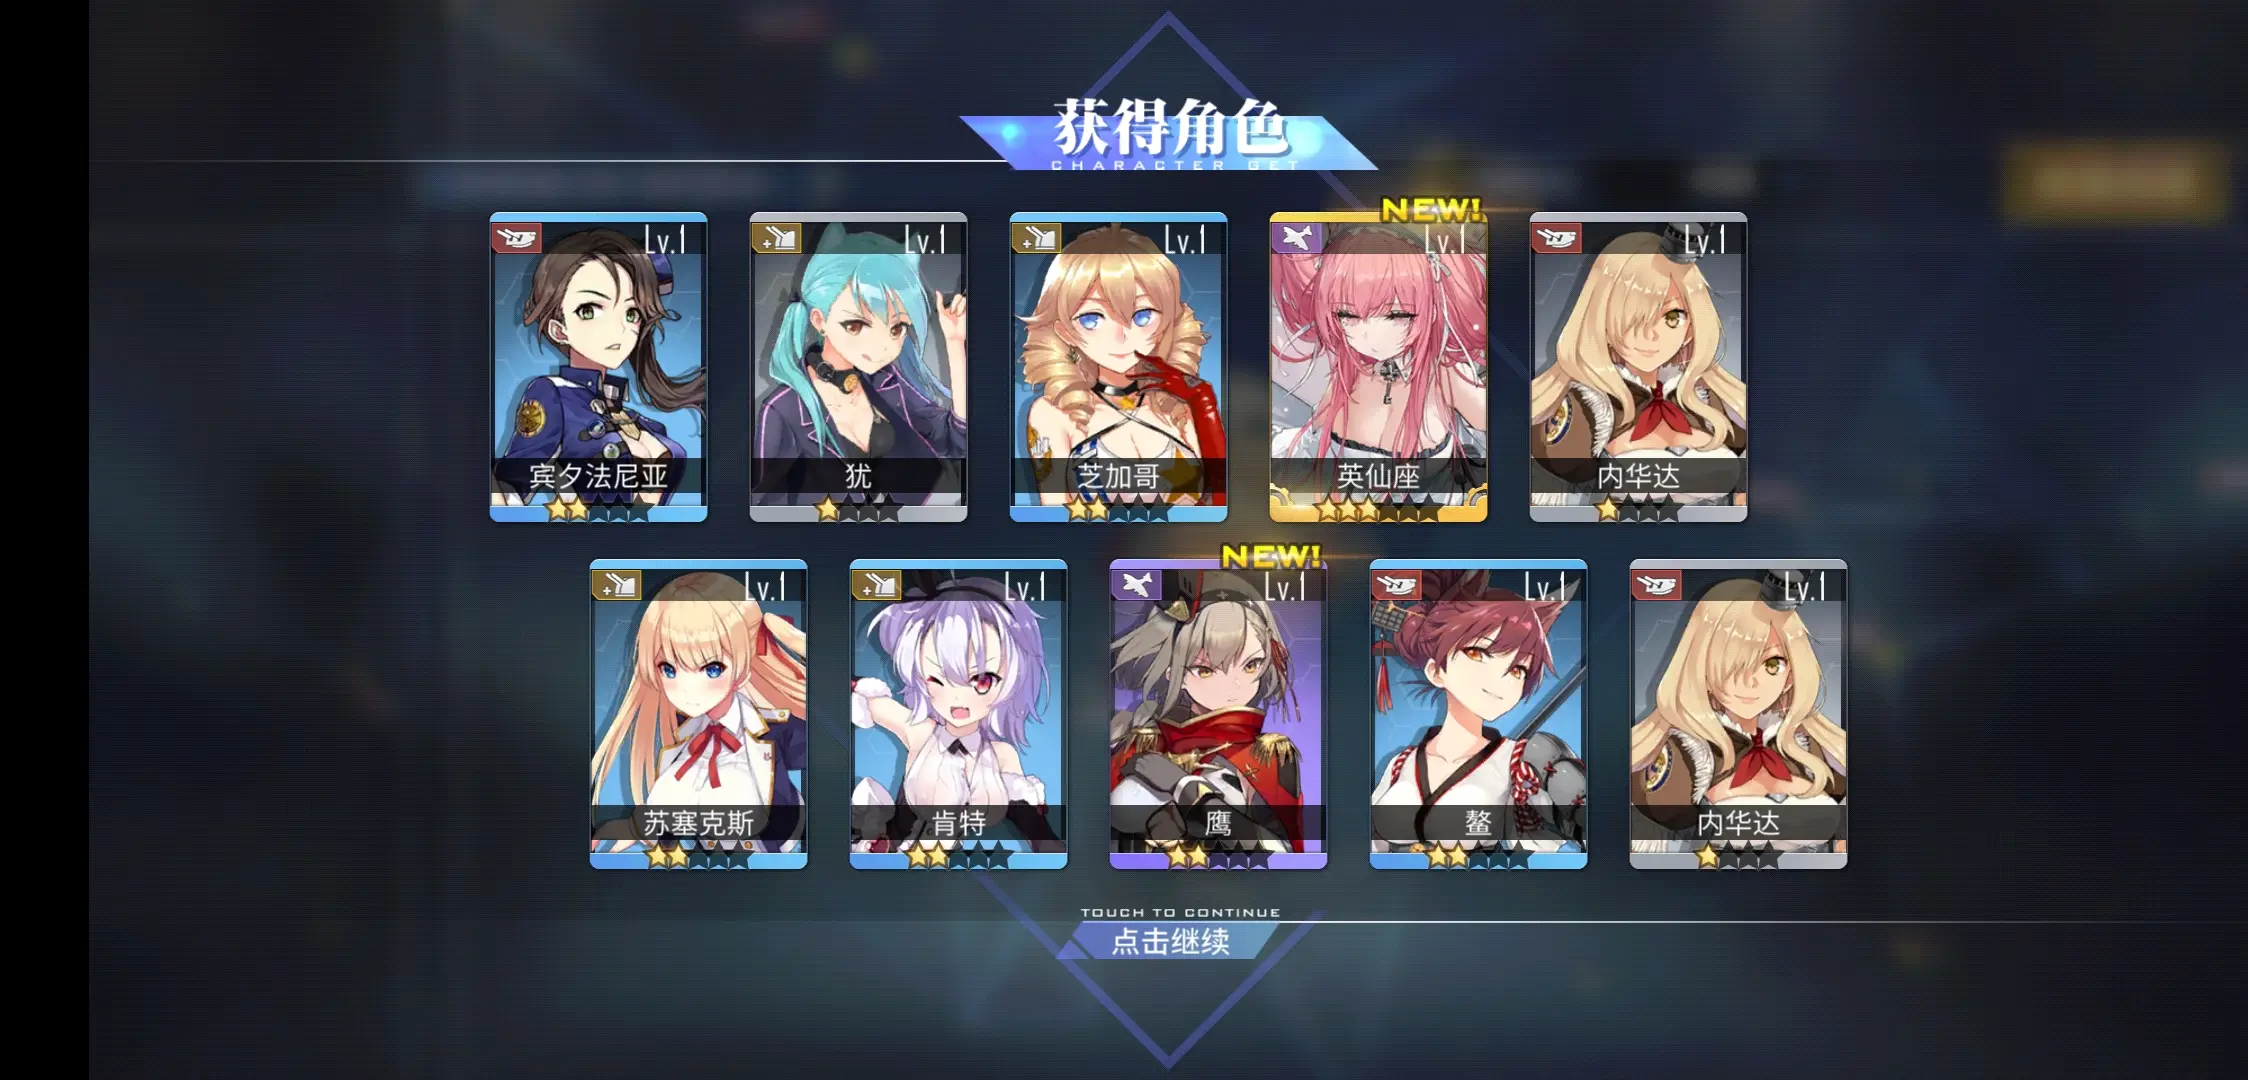 获得角色
CHARACTER GET
Lv.1
Lv.1
Lv.1
NEW!
Lv.1
Lv.1
宾夕法尼亚
犹
芝加哥
英仙座
内华达
Lv.1
Lv.1
NEW!
Lv.1
Lv.1
Lv.1
苏塞克斯
肯特
鹰
鳌
内华达
TOUCH TO CONTINUE
点击继续